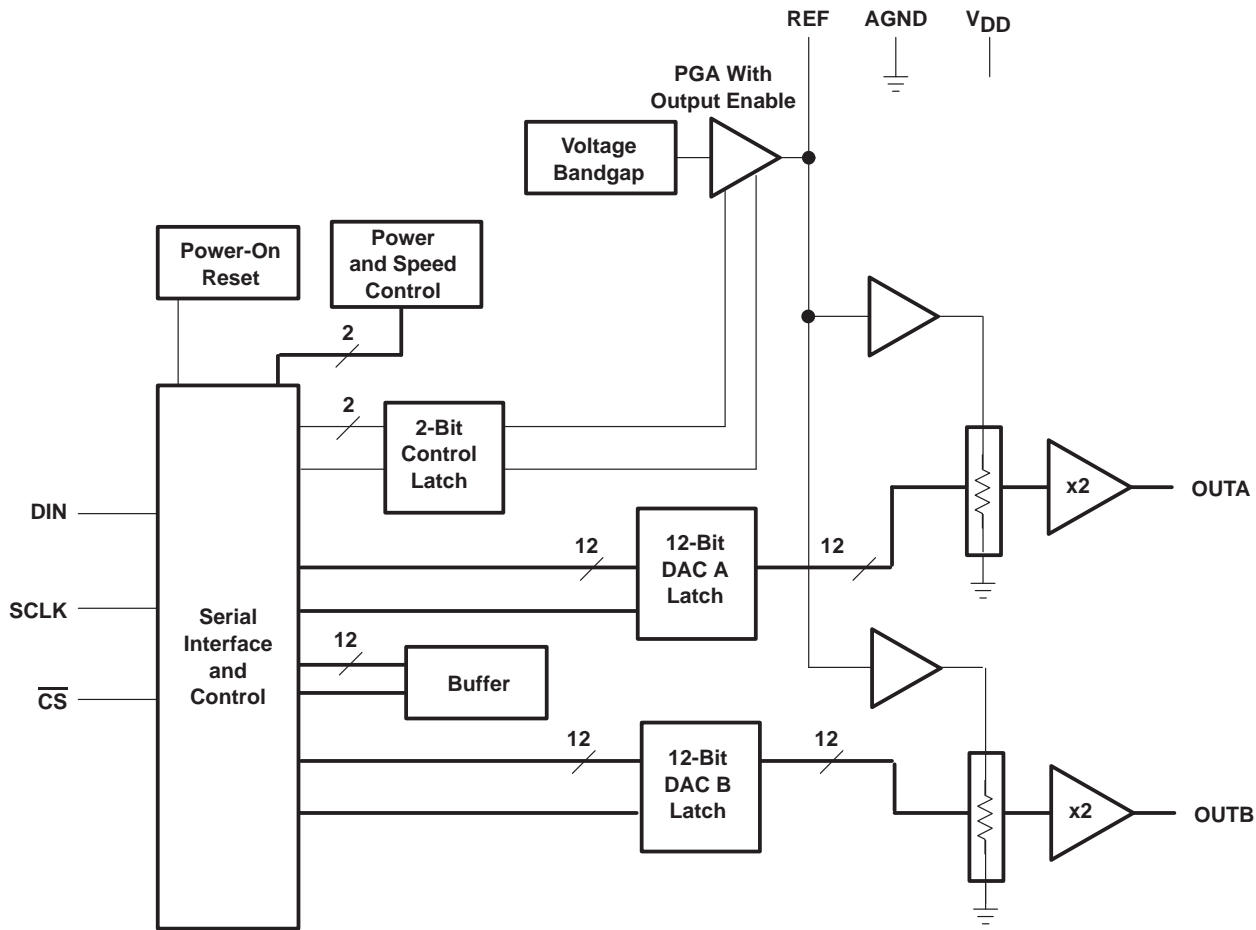 REF AGND VDD
PGA With
Output Enable
Voltage
Bandgap
Power-On
Reset
Power
and Speed
Control
2
2
2-Bit
Control
Latch
x2
OUTA
DIN
12
12-Bit
DAC A
Latch
12
SCLK
Serial
Interface
and
Control
12
Buffer
CS
12
12-Bit
DAC B
Latch
12
x2
OUTB